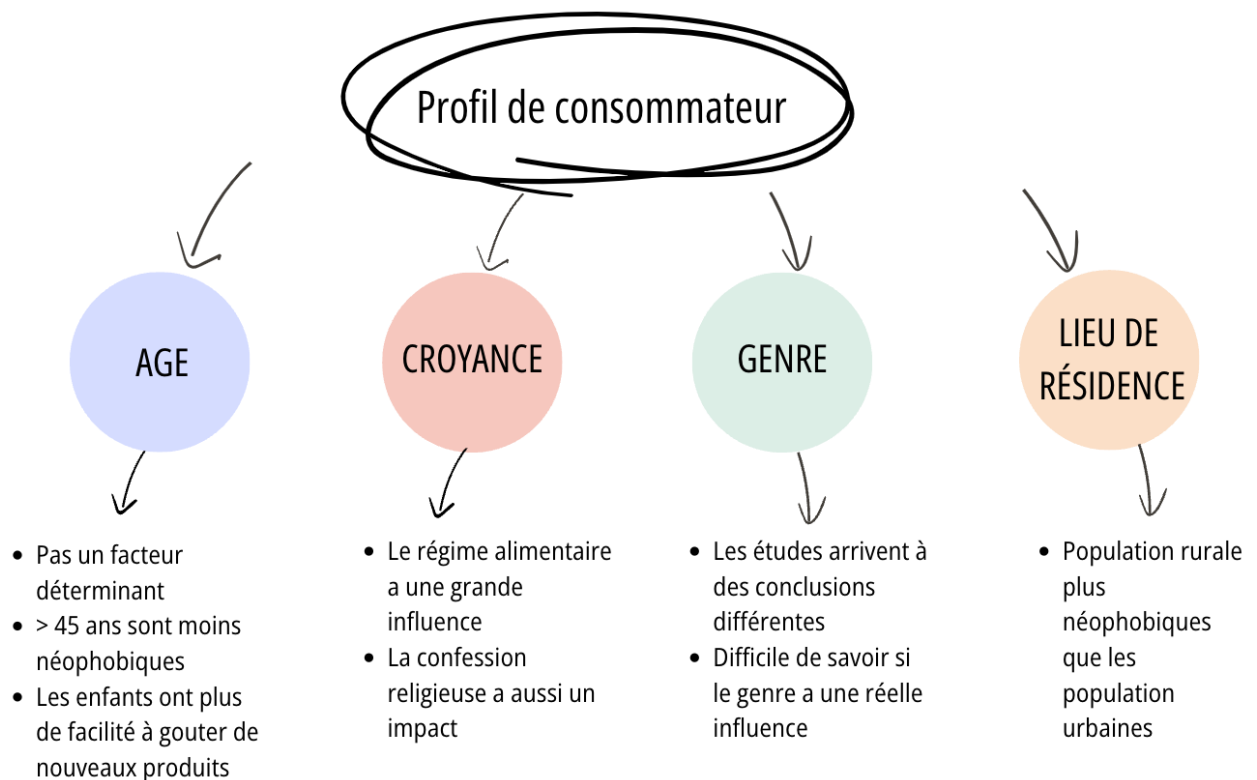 Profil de consommateur
AGE
CROYANCE
GENRE
LIEU DE
RÉSIDENCE
• Pas un facteur
déterminant
• > 45 ans sont moins
néophobiques
• Les enfants ont plus
de facilité à gouter de
nouveaux produits
• Le régime alimentaire
a une grande
influence
• La confession
religieuse a aussi un
impact
• Les études arrivent à
des conclusions
différentes
• Difficile de savoir si
le genre a une réelle
influence
• Population rurale
plus
néophobiques
que les
population
urbaines